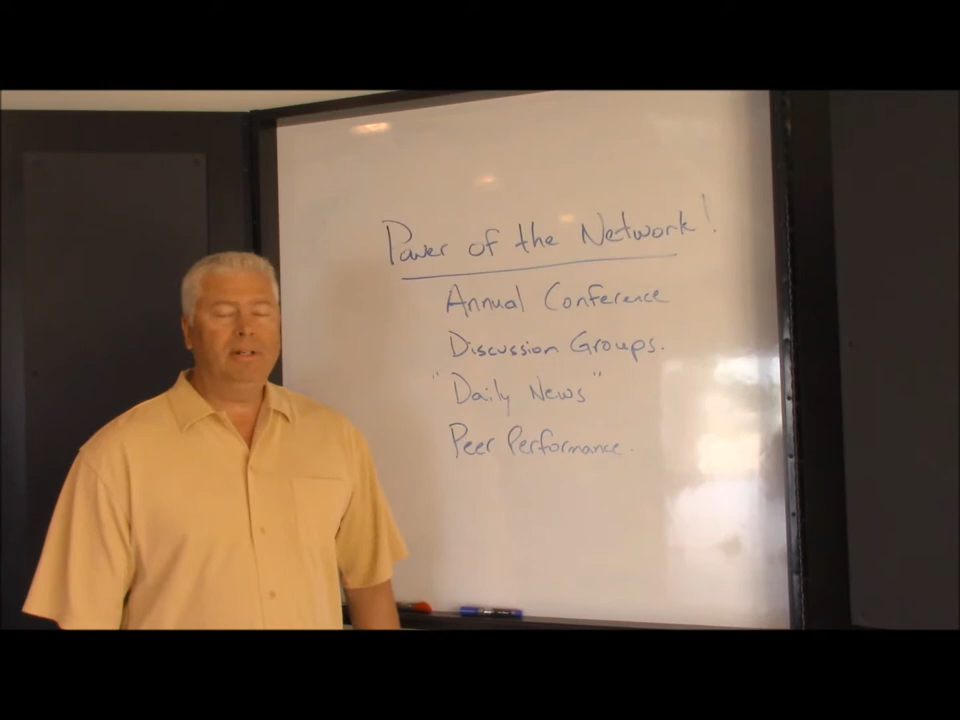 Power of the Network!
Annual Conference
Discussion Groups.
"Daily News"
Peer Performance.